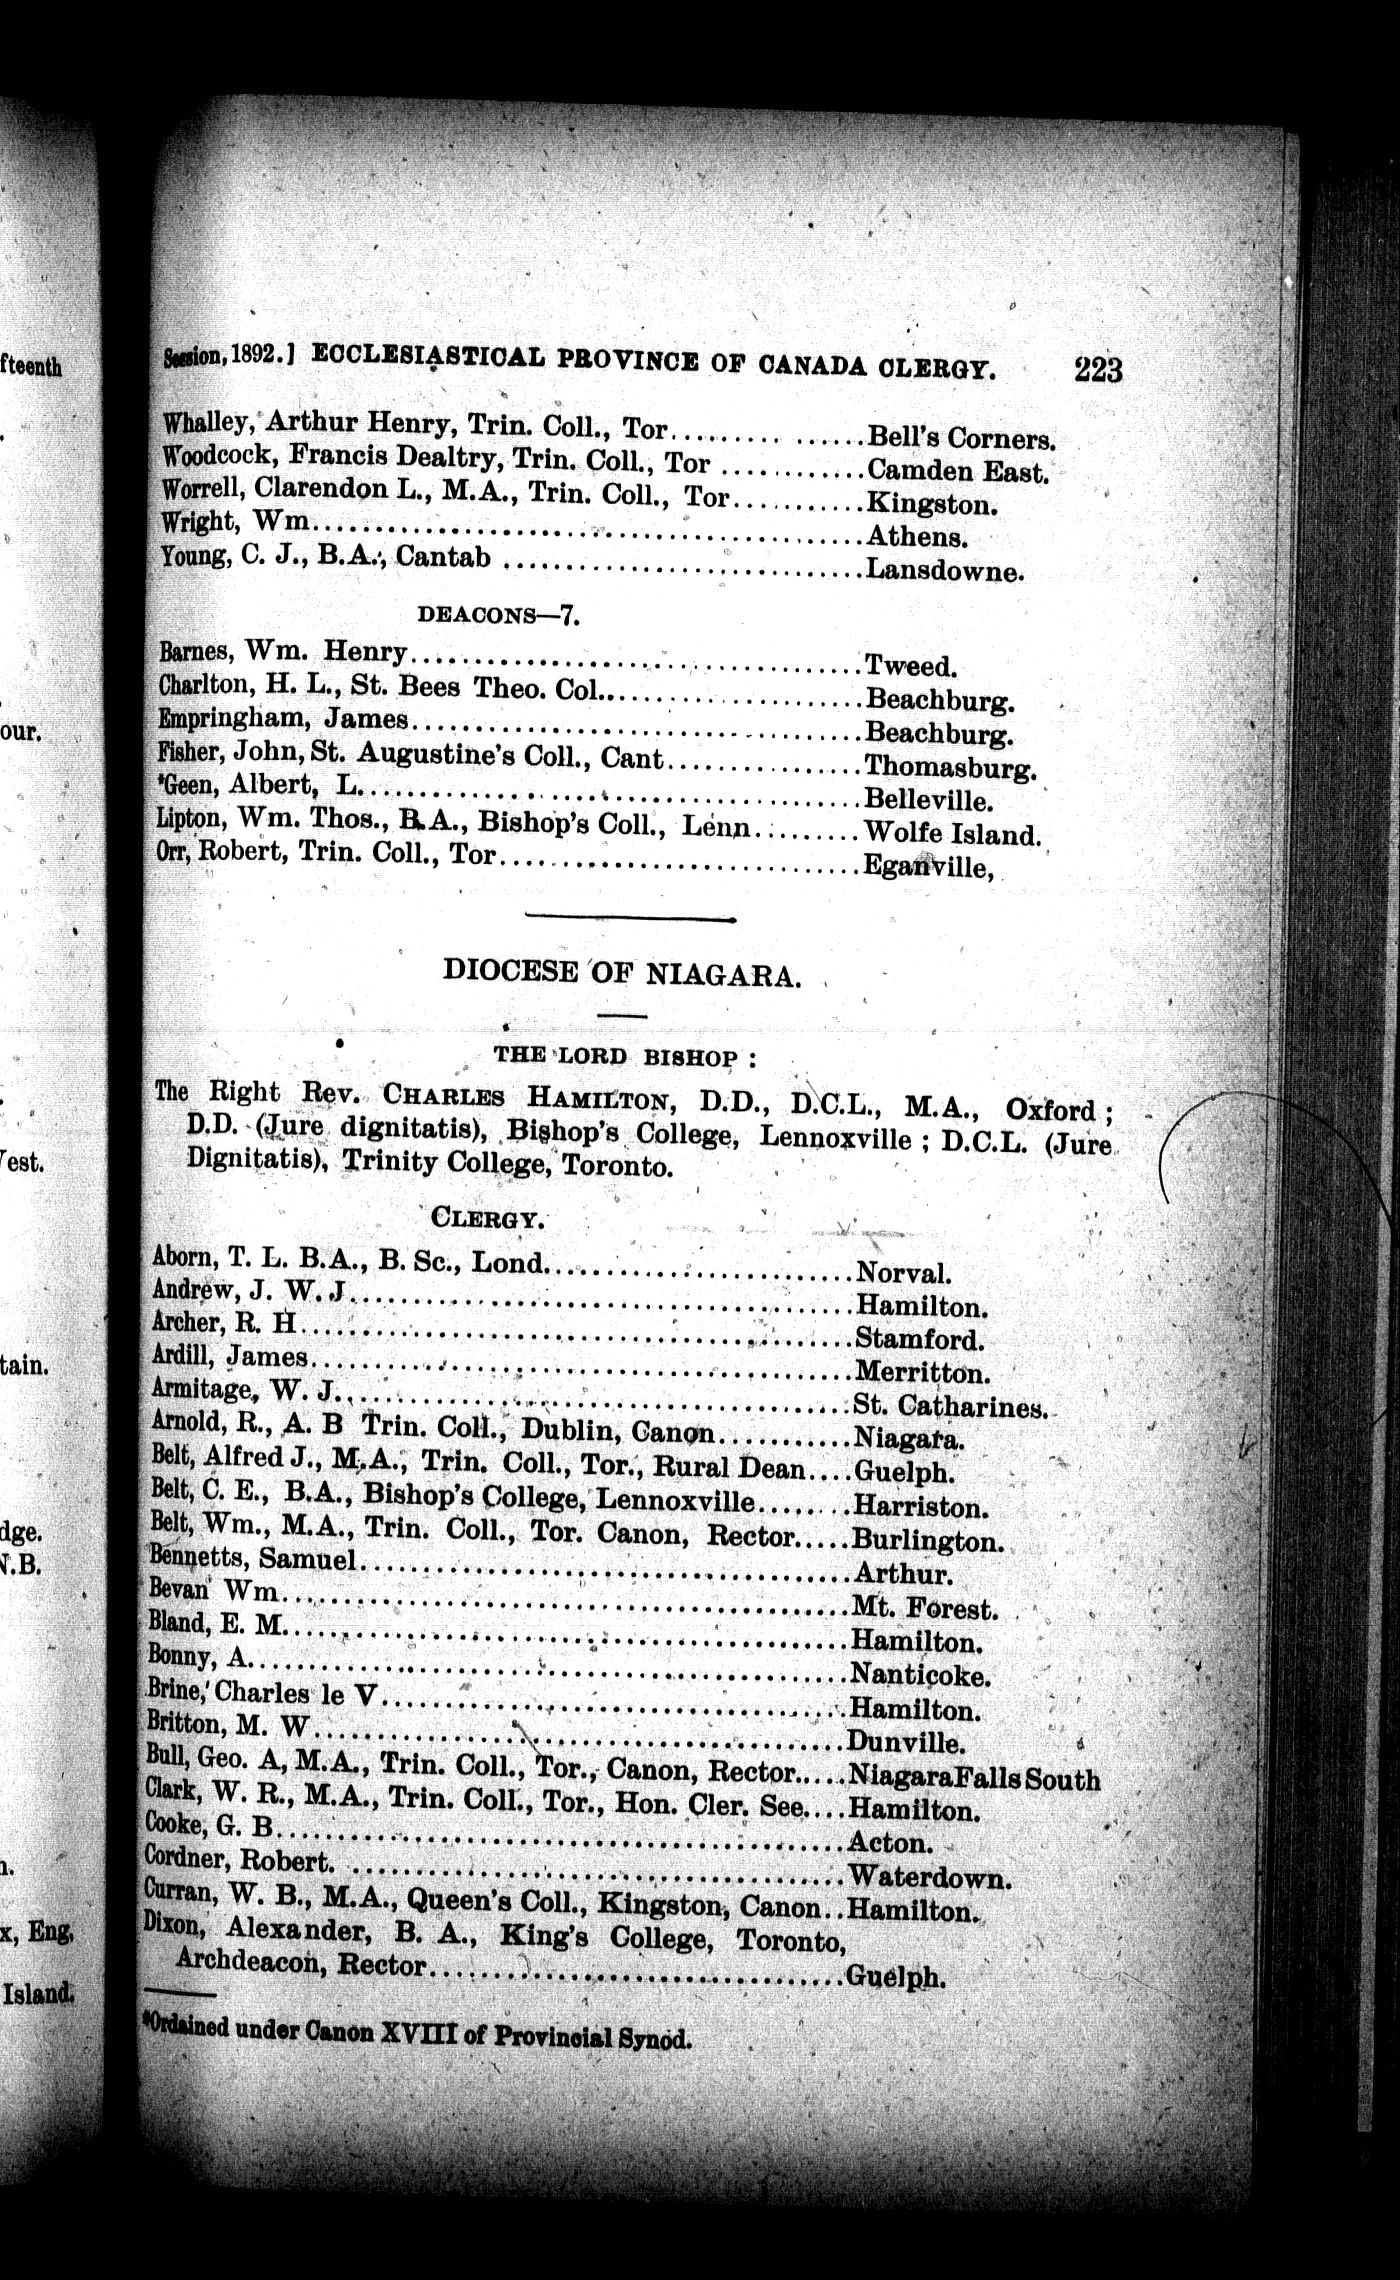 Session, 1892.] ECCLESIASTICAL PROVINCE OF CANADA CLERGY. 223
Whalley, Arthur Henry, Trin. Coll., Tor......... ......Bell's Corners.
Woodcock, Francis Dealtry, Trin. Coll., Tor ............Camden East.
Worrell, Clarendon L., M.A., Trin. Coll., Tor...........Kingston.
Wright, Wm............................................Athens.
Young, C. J., B.A., Cantab .............................Lansdowne.
DEACONS—7.
Barnes, Wm. Henry....................................Tweed.
Charlton, H. L., St. Bees Theo. Col......................Beachburg.
Empringham, James....................................Beachburg.
Fisher, John, St. Augustine's Coll., Cant................Thomasburg.
*Geen, Albert, L........................................Belleville.
Lipton, Wm. Thos., B.A., Bishop's Coll., Lenn.........Wolfe Island.
Orr, Robert, Trin. Coll., Tor.............................Eganville,
DIOCESE OF NIAGARA.
THE LORD BISHOP :
The Right Rev. CHARLES HAMILTON, D.D., D.C.L., M.A., Oxford ;
D.D. (Jure dignitatis), Bishop's College, Lennoxville ; D.C.L. (Jure
Dignitatis), Trinity College, Toronto.
CLERGY.
Aborn, T. L. B.A., B. Sc., Lond.........................Norval.
Andrew, J. W. J........................................Hamilton.
Archer, R. H............................................Stamford.
Ardill, James...........................................Merritton.
Armitage, W. J.........................................St. Catharines.
Arnold, R., A. B Trin. Coll., Dublin, Canon...........Niagara.
Belt, Alfred J., M.A., Trin. Coll., Tor., Rural Dean....Guelph.
Belt, C. E., B.A., Bishop's College, Lennoxville........Harriston.
Belt, Wm., M.A., Trin. Coll., Tor. Canon, Rector.....Burlington.
Bennetts, Samuel.......................................Arthur.
Bevan Wm.............................................Mt. Forest.
Bland, E. M............................................Hamilton.
Bonny, A...............................................Nanticoke.
Brine, Charles le V.....................................Hamilton.
Britton, M. W..........................................Dunville.
Bull, Geo. A, M.A., Trin. Coll., Tor., Canon, Rector.....Niagara Falls South
Clark, W. R., M.A., Trin. Coll., Tor., Hon. Cler. See....Hamilton.
Cooke, G. B............................................Acton.
Cordner, Robert. .......................................Waterdown.
Curran, W. B., M.A., Queen's Coll., Kingston, Canon..Hamilton.
Dixon, Alexander, B. A., King's College, Toronto,
Archdeacon, Rector.................................Guelph.
*Ordained under Canon XVIII of Provincial Synod.
fteenth
our.
est.
tain.
dge.
N.B.
x, Eng.
Island.